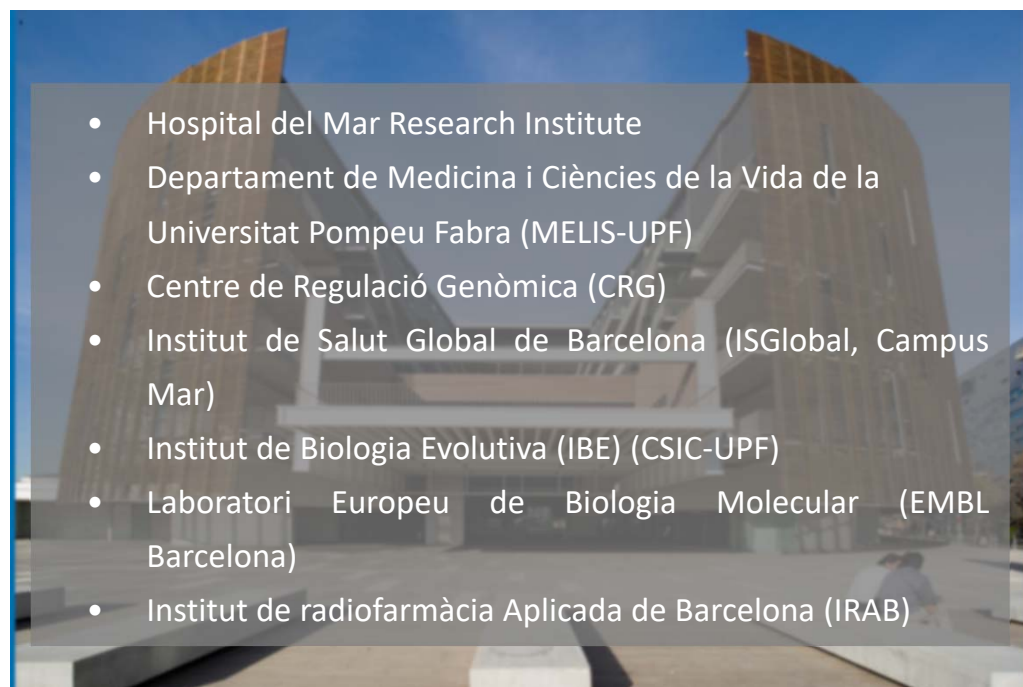 • Hospital del Mar Research Institute
• Departament de Medicina i Ciències de la Vida de la
Universitat Pompeu Fabra (MELIS-UPF)
• Centre de Regulació Genòmica (CRG)
• Institut de Salut Global de Barcelona (ISGlobal, Campus
Mar)
• Institut de Biologia Evolutiva (IBE) (CSIC-UPF)
• Laboratori Europeu de Biologia Molecular (EMBL
Barcelona)
• Institut de radiofarmàcia Aplicada de Barcelona (IRAB)